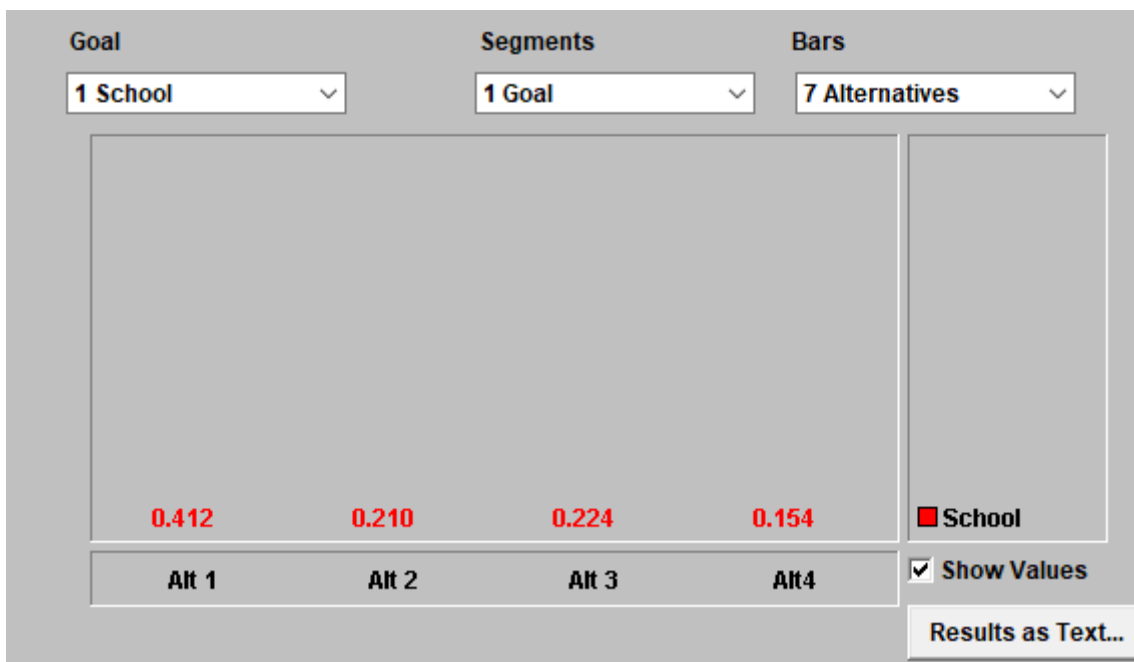 Goal Segments Bars
1 School 1 Goal 7 Alternatives
0.412 0.210 0.224 0.154 School
Alt 1 Alt 2 Alt 3 Alt4
Show Values
Results as Text...